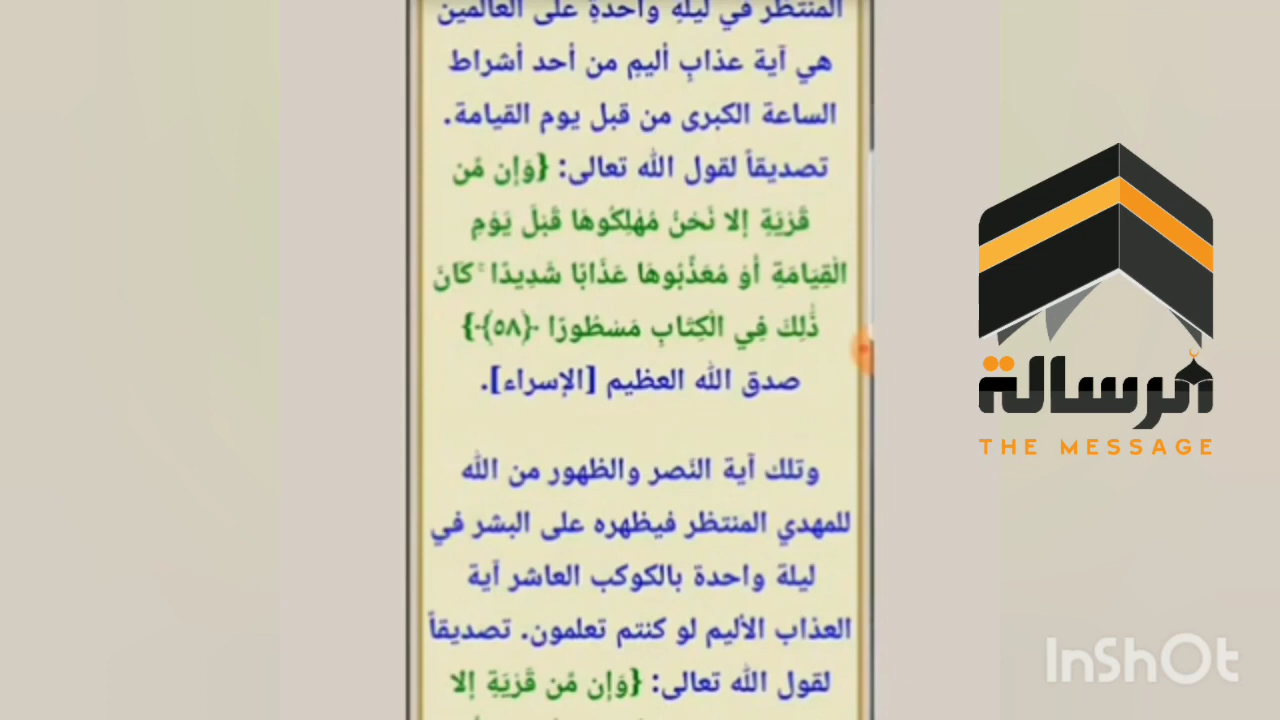 المنتظر في ليلةٍ واحدةٍ على العالمين
هي آية عذابٍ أليمٍ من أحد أشراط
الساعة الكبرى من قبل يوم القيامة.
تصديقاً لقول الله تعالى: {وَإِن مِّن
قَرْيَةٍ إِلَّا نَحْنُ مُهْلِكُوهَا قَبْلَ يَوْمِ
الْقِيَامَةِ أَوْ مُعَذِّبُوهَا عَذَابًا شَدِيدًا ۚ كَانَ
ذَٰلِكَ فِي الْكِتَابِ مَسْطُورًا ﴿٥٨﴾}
صدق الله العظيم [الإسراء].
وتلك آية النّصر والظهور من الله
للمهدي المنتظر فيظهره على البشر في
ليلة واحدة بالكوكب العاشر آية
العذاب الأليم لو كنتم تعلمون. تصديقاً
لقول الله تعالى: {وَإِن مِّن قَرْيَةٍ إِلَّا
الرسالة
THE MESSAGE
InShOt